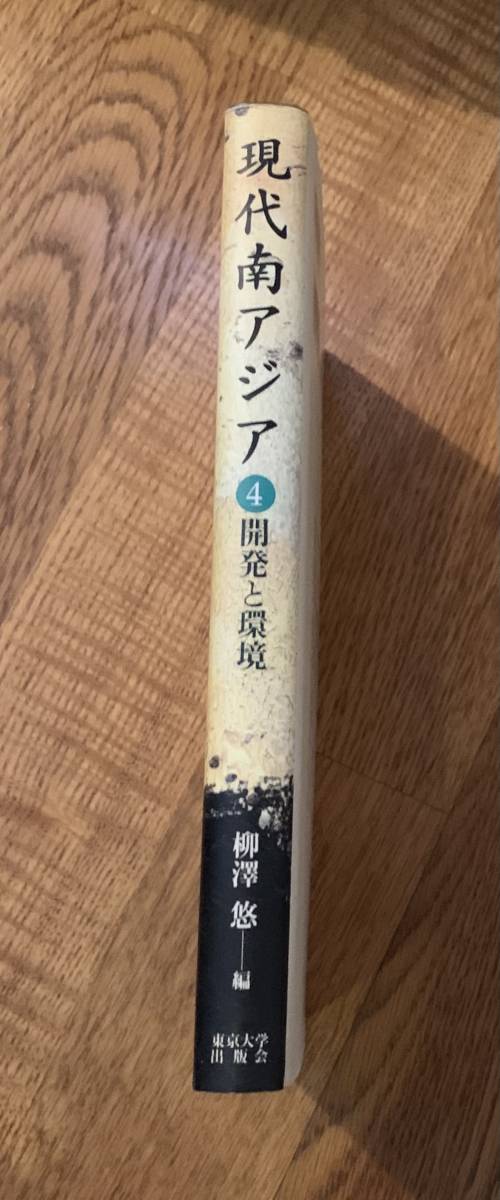 現代南アジア
4
開発と環境
柳澤 悠──編
東京大学
出版会